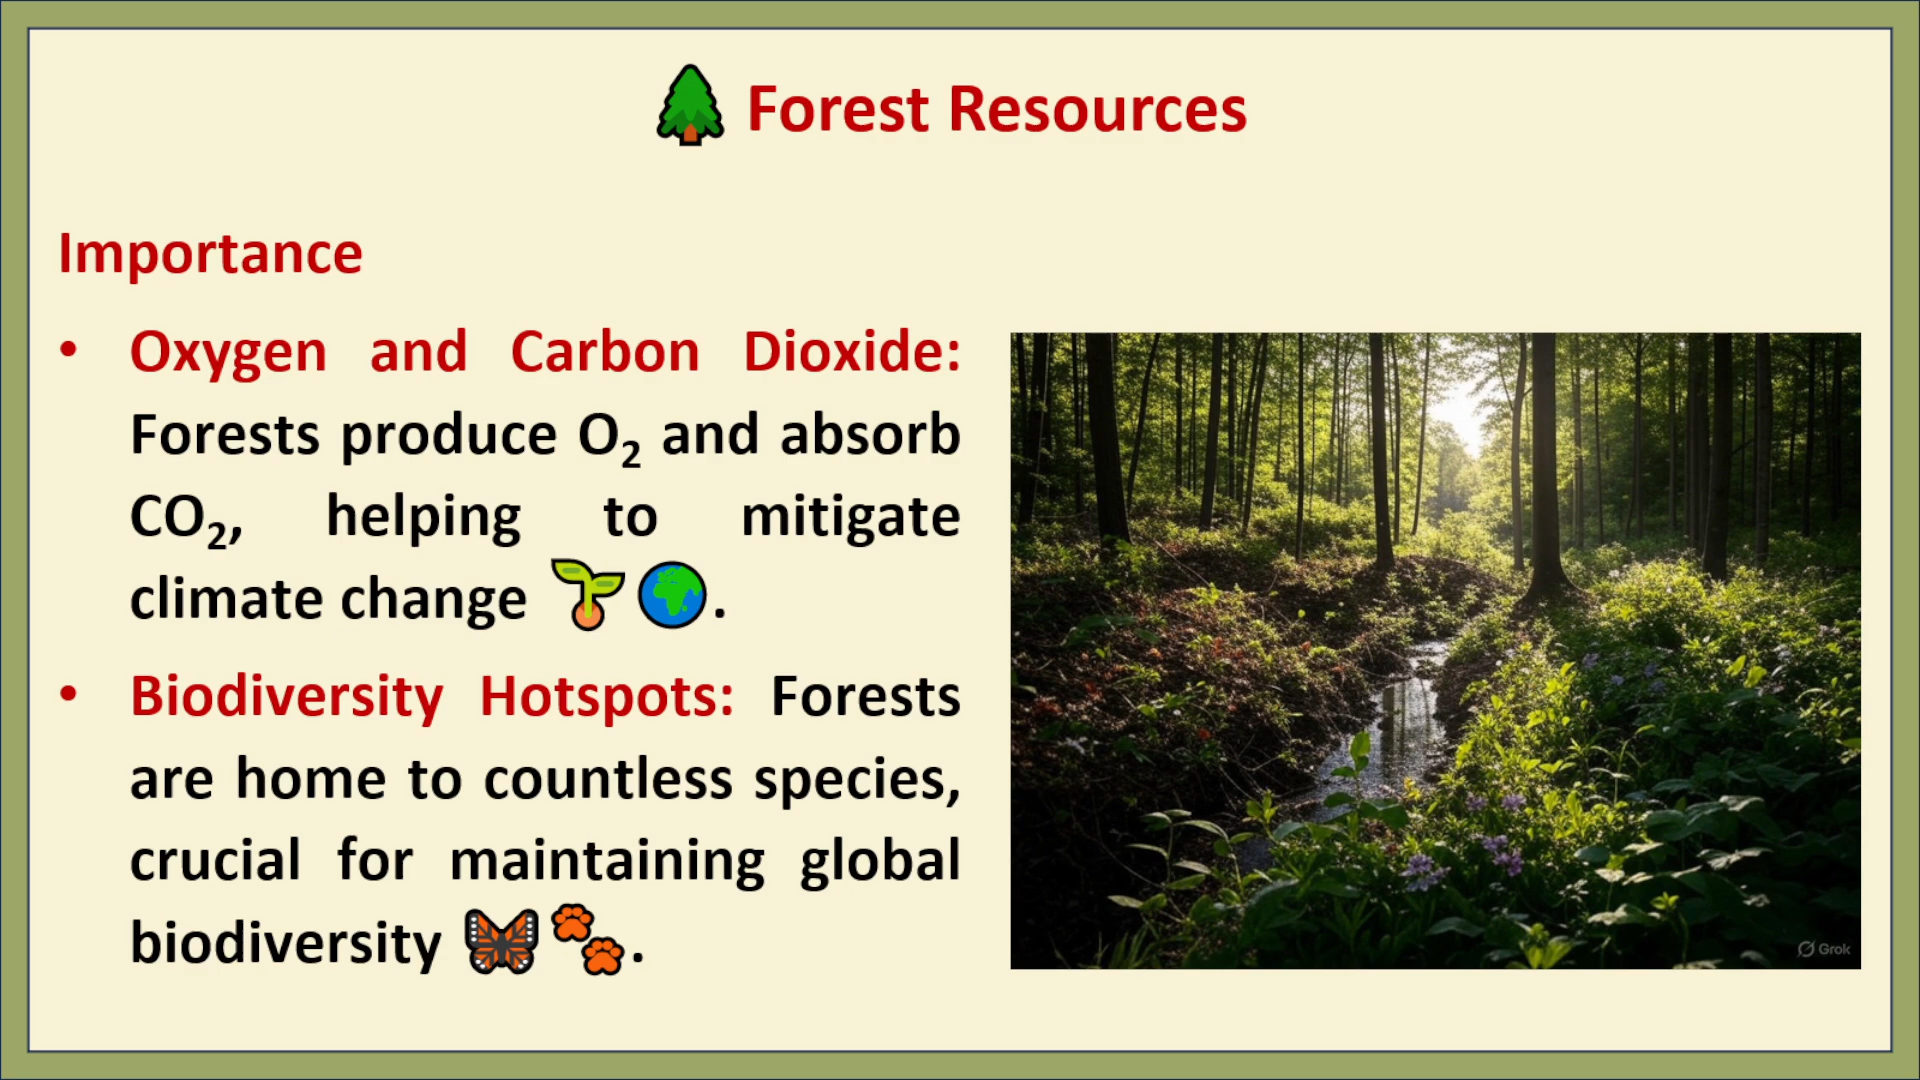 🌲 Forest Resources
Importance
• Oxygen and Carbon Dioxide:
Forests produce O₂ and absorb
CO₂, helping to mitigate
climate change 🌱🌍.
• Biodiversity Hotspots: Forests
are home to countless species,
crucial for maintaining global
biodiversity 🦋🐾.
Grok